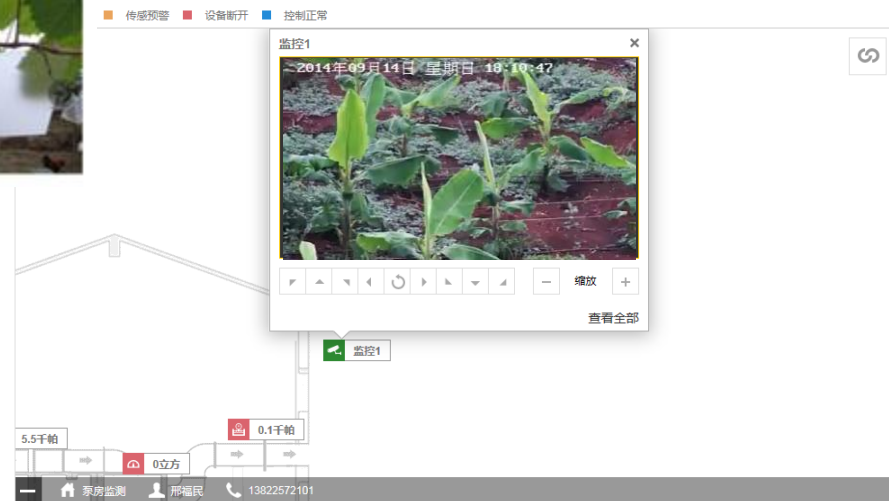 传感预警 设备断开 控制正常
监控1
2014年09月14日 星期日 18:10:47
缩放
查看全部
监控1
0.1千帕
5.5千帕
0立方
泵房监测 邢福民 13822572101